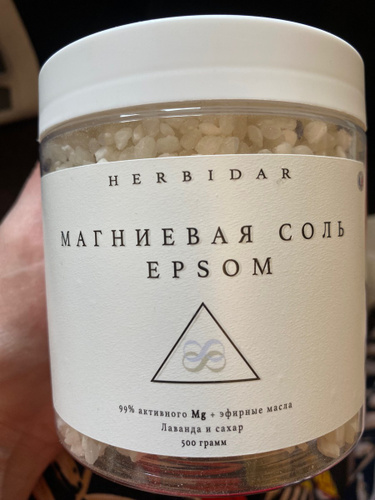 HERBIDAR
МАГНИЕВАЯ СОЛЬ
EPSOM
99% активного Mg + эфирные масла
Лаванда и сахар
500 грамм